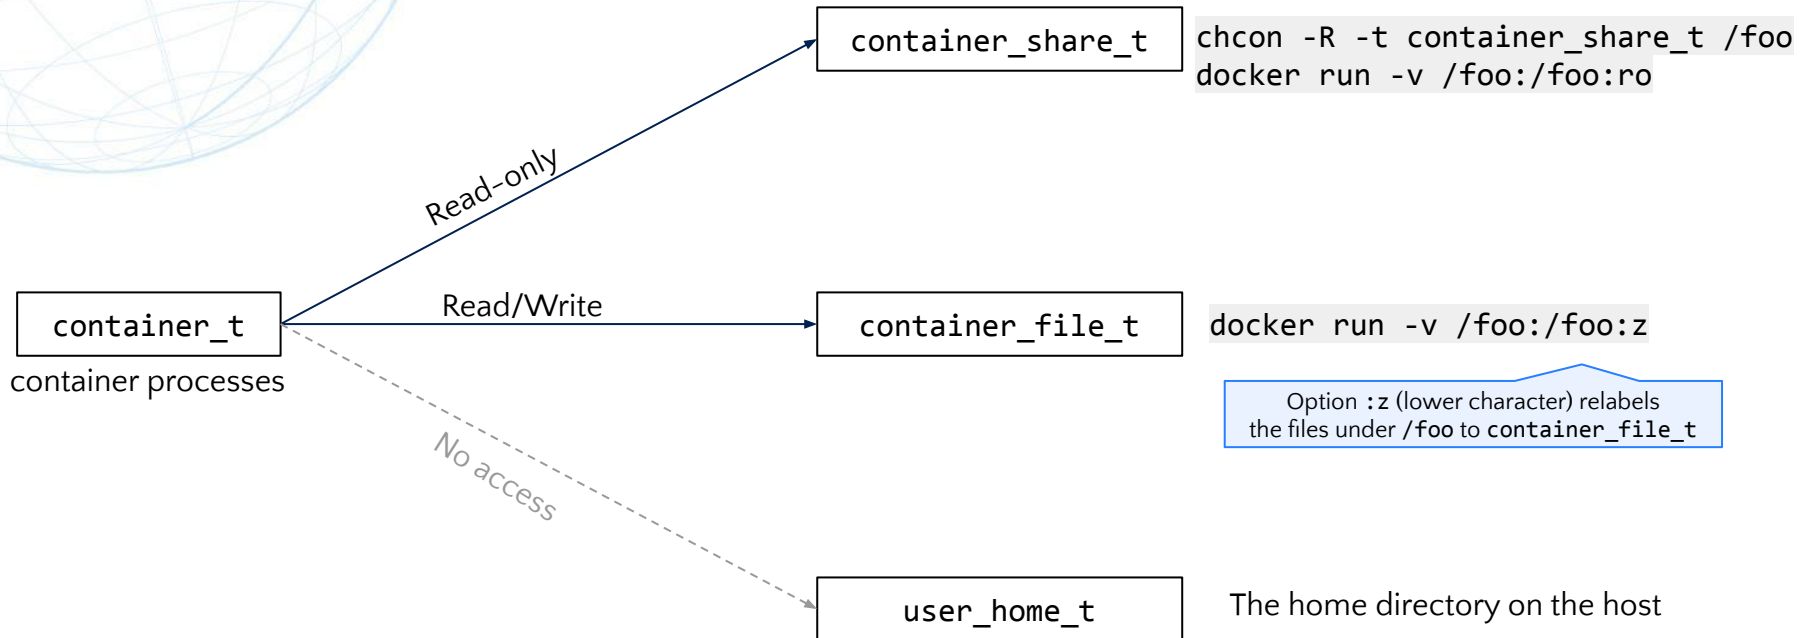 container_share_t
chcon -R -t container_share_t /foo
docker run -v /foo:/foo:ro
Read-only
container_t
container processes
Read/Write
container_file_t
docker run -v /foo:/foo:z
Option :z (lower character) relabels
the files under /foo to container_file_t
No access
user_home_t
The home directory on the host